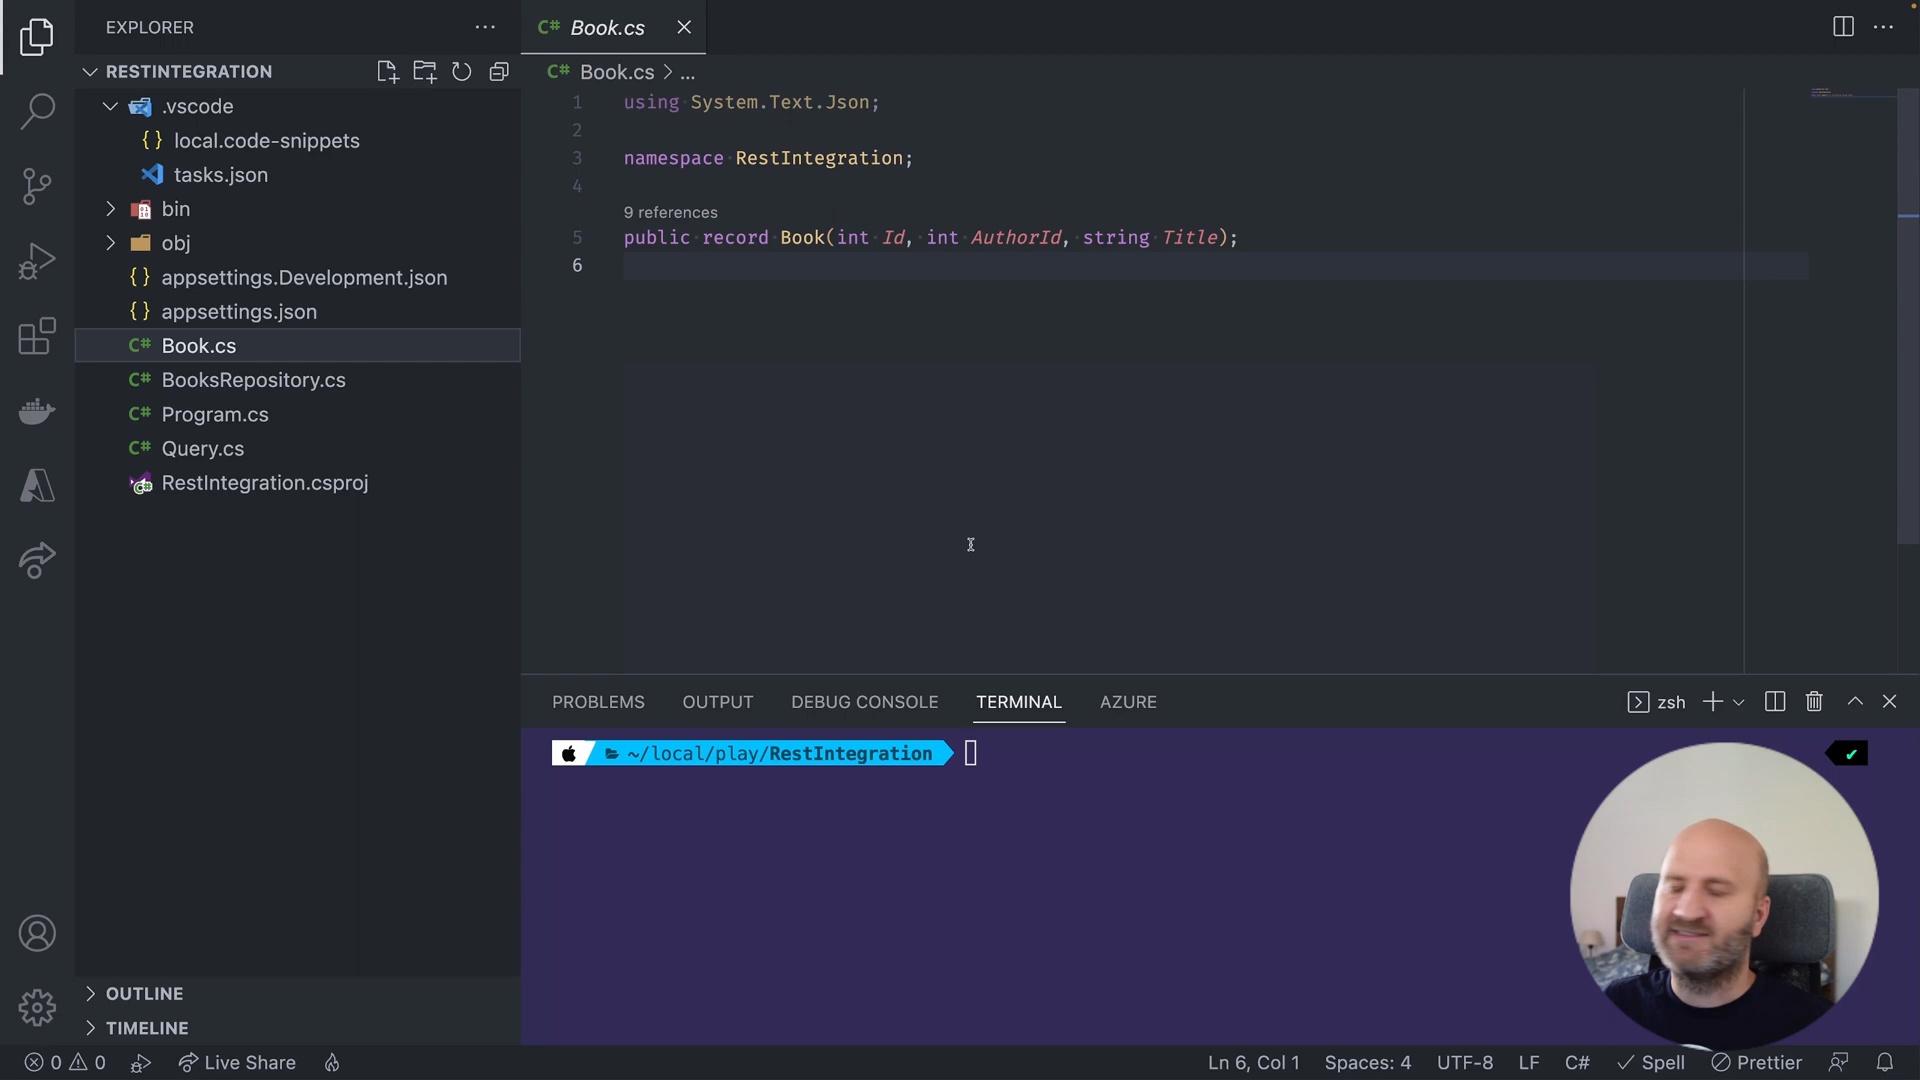 EXPLORER
RESTINTEGRATION
.vscode
{} local.code-snippets
tasks.json
bin
obj
{} appsettings.Development.json
{} appsettings.json
C# Book.cs
C# BooksRepository.cs
C# Program.cs
C# Query.cs
RestIntegration.csproj
OUTLINE
TIMELINE
C# Book.cs
C# Book.cs > ...
1 using System.Text.Json;
2
3 namespace RestIntegration;
4
9 references
5 public record Book(int Id, int AuthorId, string Title);
6
PROBLEMS OUTPUT DEBUG CONSOLE TERMINAL AZURE zsh
~/local/play/RestIntegration
0 0 Live Share Ln 6, Col 1 Spaces: 4 UTF-8 LF C# Spell Prettier